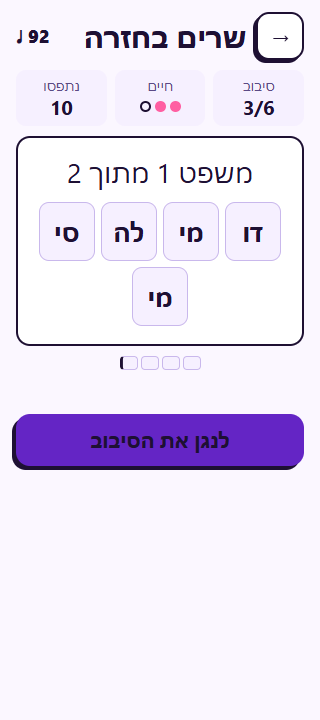 → שרים בחזרה ♩ 92
סיבוב חיים נתפסו
3/6 10
משפט 1 מתוך 2
דו מי לה סי
מי
לנגן את הסיבוב